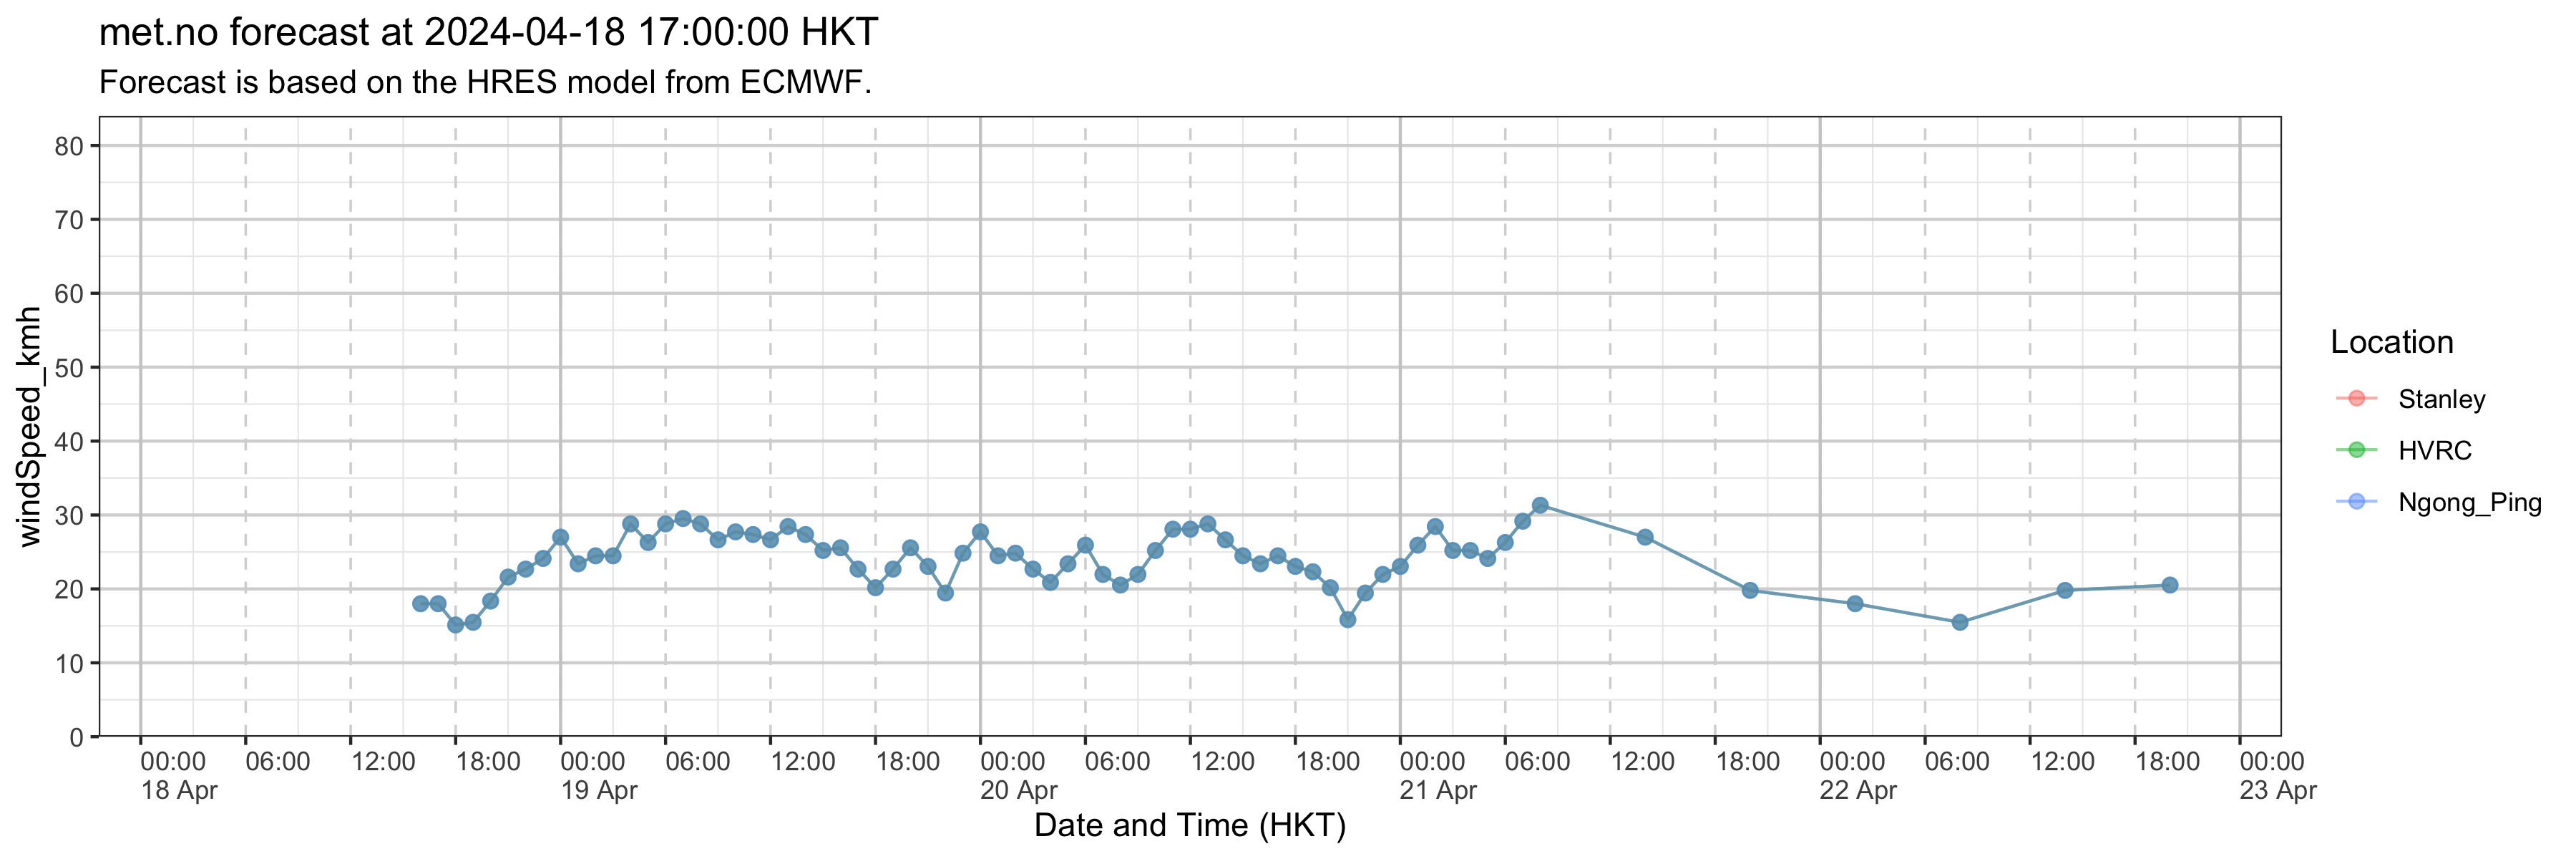 met.no forecast at 2024-04-18 17:00:00 HKT
Forecast is based on the HRES model from ECMWF.
windSpeed_kmh
80
70
60
50
40
30
20
10
0
00:00 06:00 12:00 18:00 00:00 06:00 12:00 18:00 00:00 06:00 12:00 18:00 00:00 06:00 12:00 18:00 00:00 06:00 12:00 18:00 00:00
18 Apr 19 Apr 20 Apr 21 Apr 22 Apr 23 Apr
Date and Time (HKT)
Location
Stanley
HVRC
Ngong_Ping